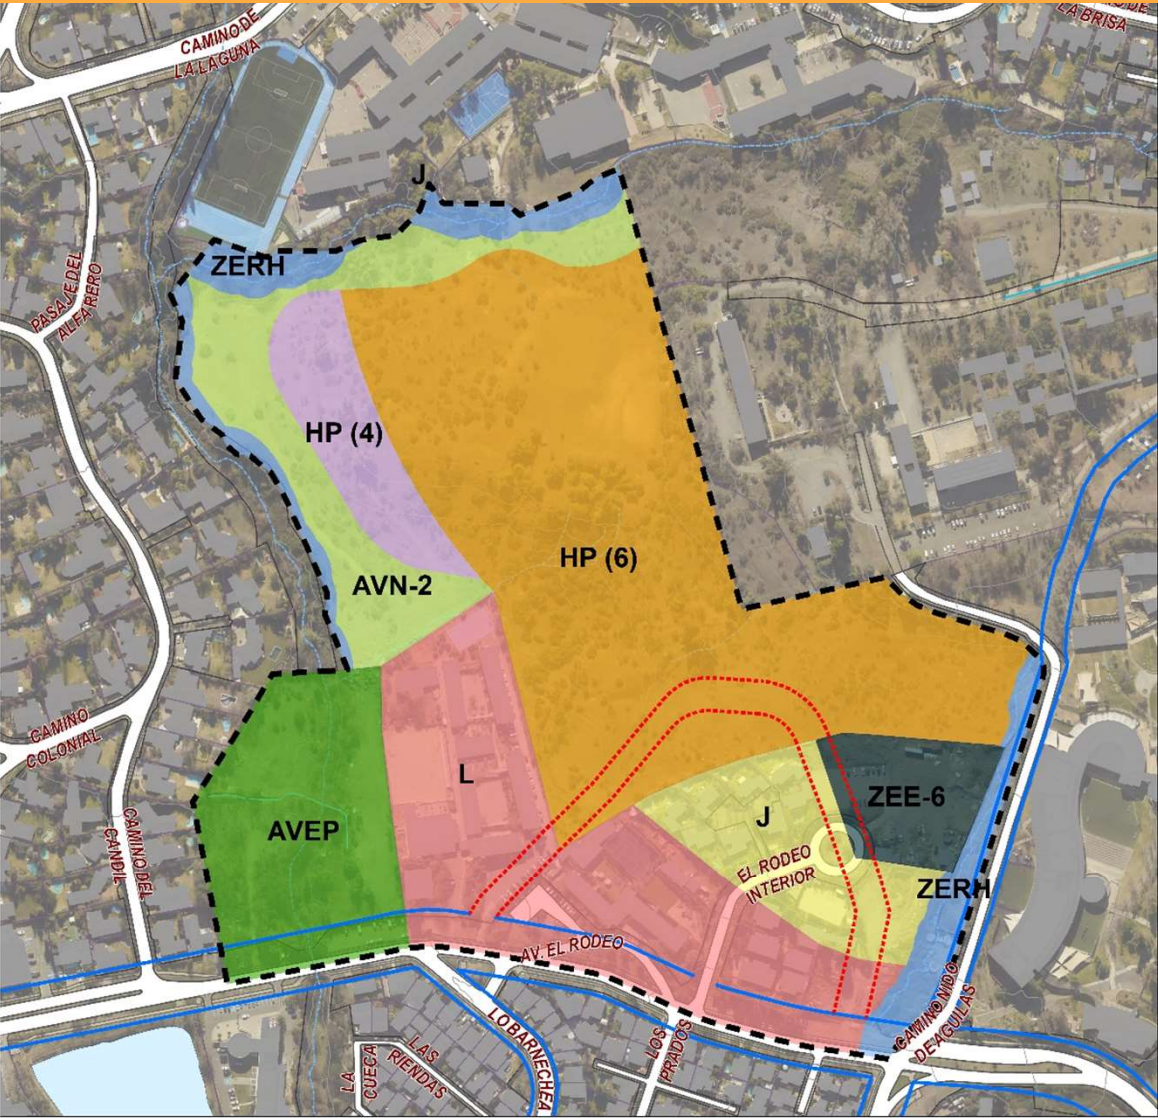 CAMINO DE
LA LAGUNA
LA BRISA
J
ZERH
PASAJE DEL
ALFARERO
HP (4)
HP (6)
AVN-2
CAMINO
COLONIAL
L
ZEE-6
J
AVEP
CAMINO DEL
CANDIL
EL RODEO
INTERIOR
ZERH
AV. EL RODEO
CAMINO NIDO
DE AGUILAS
LO BARNECHEA
LOS
PRADOS
LAS
RIENDAS
LA
CUECA